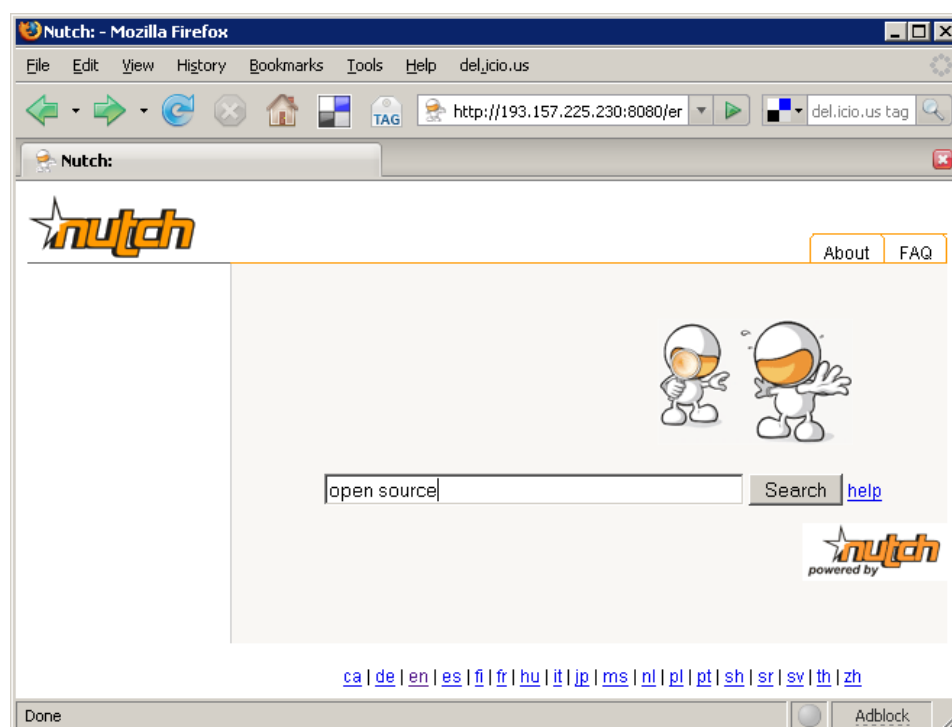 Nutch: - Mozilla Firefox
File Edit View History Bookmarks Tools Help del.icio.us
TAG http://193.157.225.230:8080/er del.icio.us tag
Nutch:
nutch
About FAQ
open source Search help
nutch
powered by
ca | de | en | es | fi | fr | hu | it | jp | ms | nl | pl | pt | sh | sr | sv | th | zh
Done Adblock